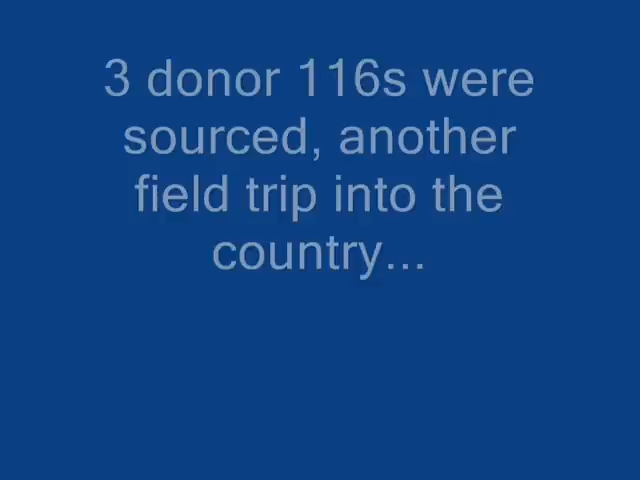 3 donor 116s were
sourced, another
field trip into the
country...